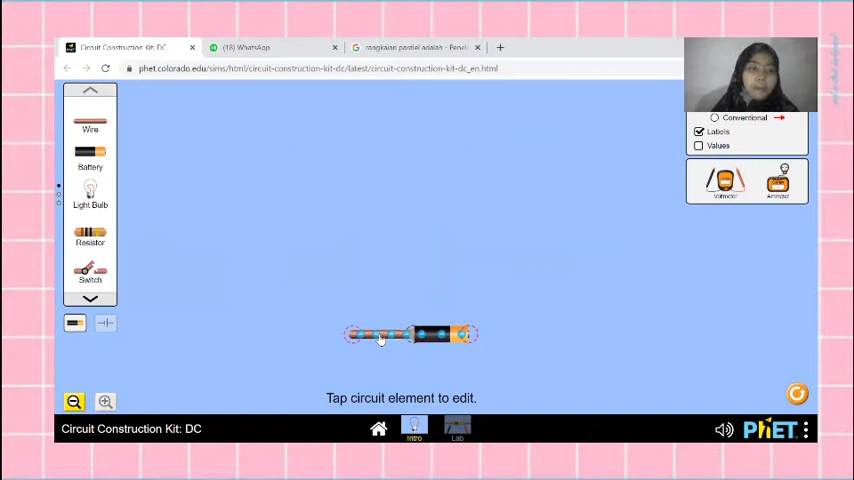 Circuit Construction Kit: DC
(18) WhatsApp
rangkaian paralel adalah - Penel
phet.colorado.edu/sims/html/circuit-construction-kit-dc/latest/circuit-construction-kit-dc_en.html
Wire
Battery
Light Bulb
Resistor
Switch
Conventional
Labels
Values
Voltmeter
Ammeter
Tap circuit element to edit.
Circuit Construction Kit: DC
Intro
Lab
PhET